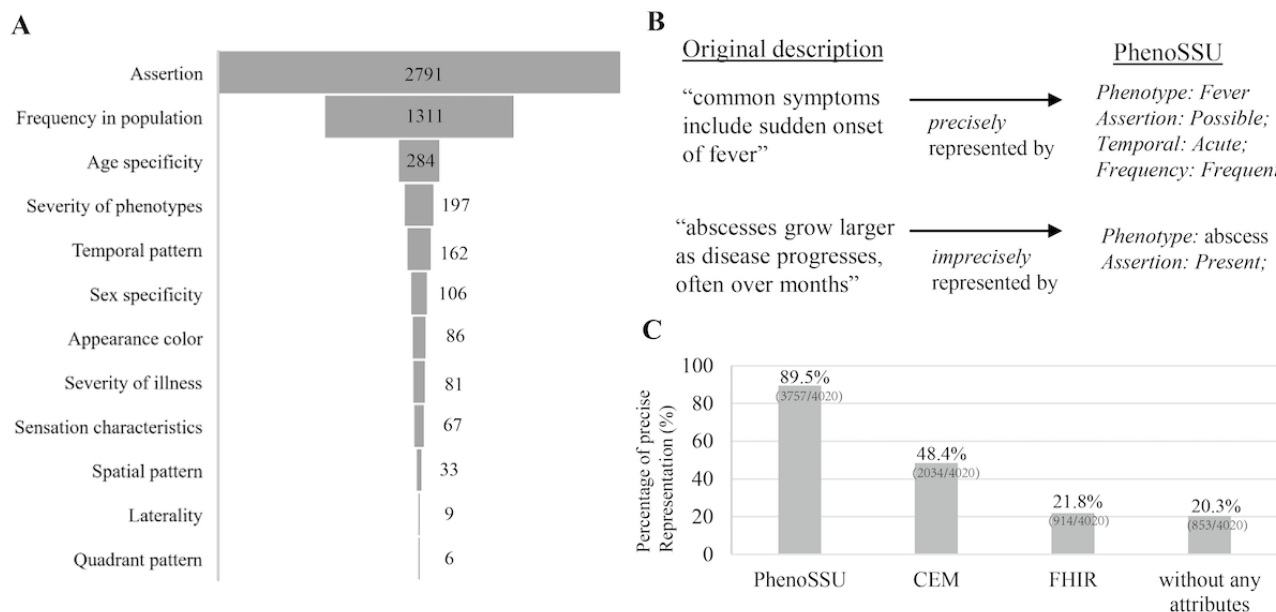 A
Assertion
2791
Frequency in population
1311
Age specificity
284
Severity of phenotypes
197
Temporal pattern
162
Sex specificity
106
Appearance color
86
Severity of illness
81
Sensation characteristics
67
Spatial pattern
33
Laterality
9
Quadrant pattern
6
B
Original description
PhenoSSU
“common symptoms
include sudden onset
of fever”
precisely
represented by
Phenotype: Fever
Assertion: Possible;
Temporal: Acute;
Frequency: Frequen
“abscesses grow larger
as disease progresses,
often over months”
imprecisely
represented by
Phenotype: abscess
Assertion: Present;
C
Percentage of precise
Representation (%)
100
80
60
40
20
0
89.5%
(3757/4020)
48.4%
(2034/4020)
21.8%
(914/4020)
20.3%
(853/4020)
PhenoSSU
CEM
FHIR
without any
attributes